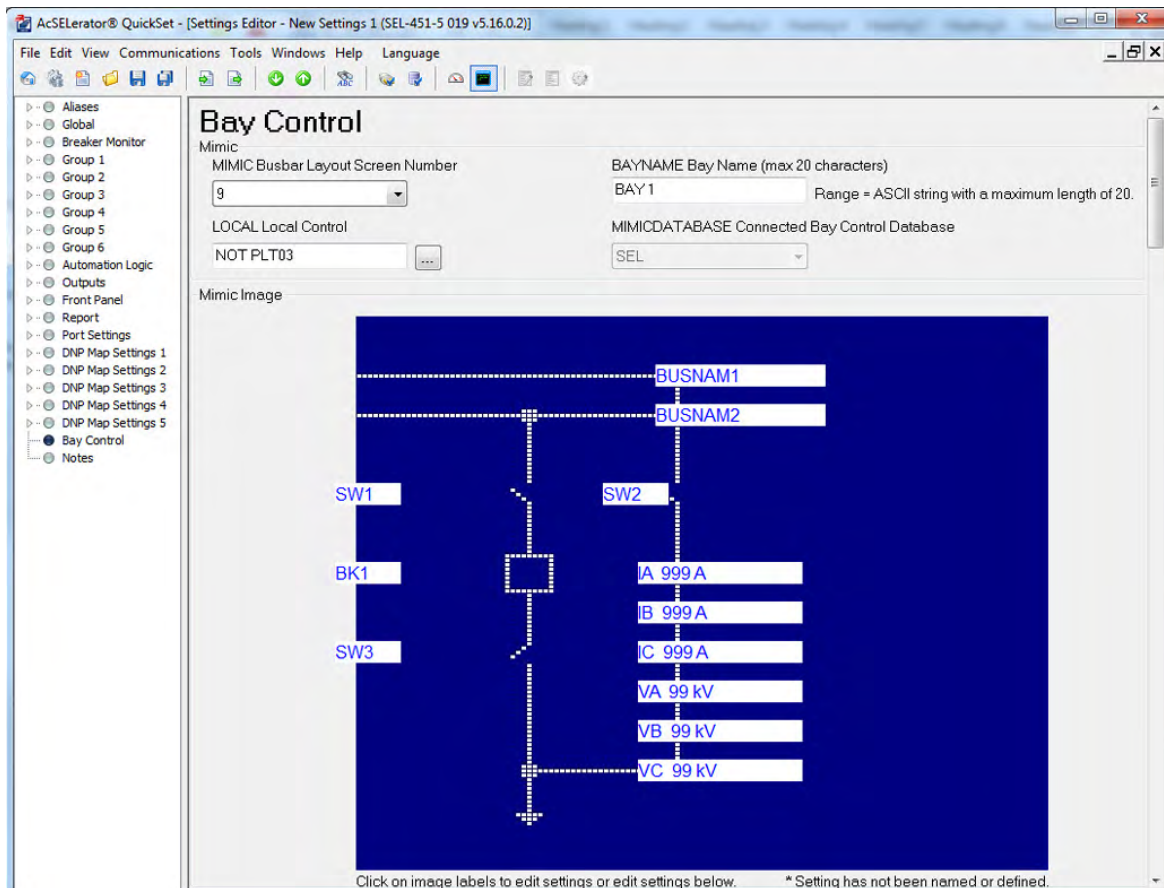 AcSELerator® QuickSet - [Settings Editor - New Settings 1 (SEL-451-5 019 v5.16.0.2)]
File Edit View Communications Tools Windows Help Language
Aliases
Global
Breaker Monitor
Group 1
Group 2
Group 3
Group 4
Group 5
Group 6
Automation Logic
Outputs
Front Panel
Report
Port Settings
DNP Map Settings 1
DNP Map Settings 2
DNP Map Settings 3
DNP Map Settings 4
DNP Map Settings 5
Bay Control
Notes
Bay Control
Mimic
MIMIC Busbar Layout Screen Number
9
BAYNAME Bay Name (max 20 characters)
BAY 1
Range = ASCII string with a maximum length of 20.
LOCAL Local Control
NOT PLT03
...
MIMICDATABASE Connected Bay Control Database
SEL
Mimic Image
BUSNAM1
BUSNAM2
SW1
SW2
BK1
IA 999 A
IB 999 A
SW3
IC 999 A
VA 99 kV
VB 99 kV
VC 99 kV
Click on image labels to edit settings or edit settings below.
* Setting has not been named or defined.